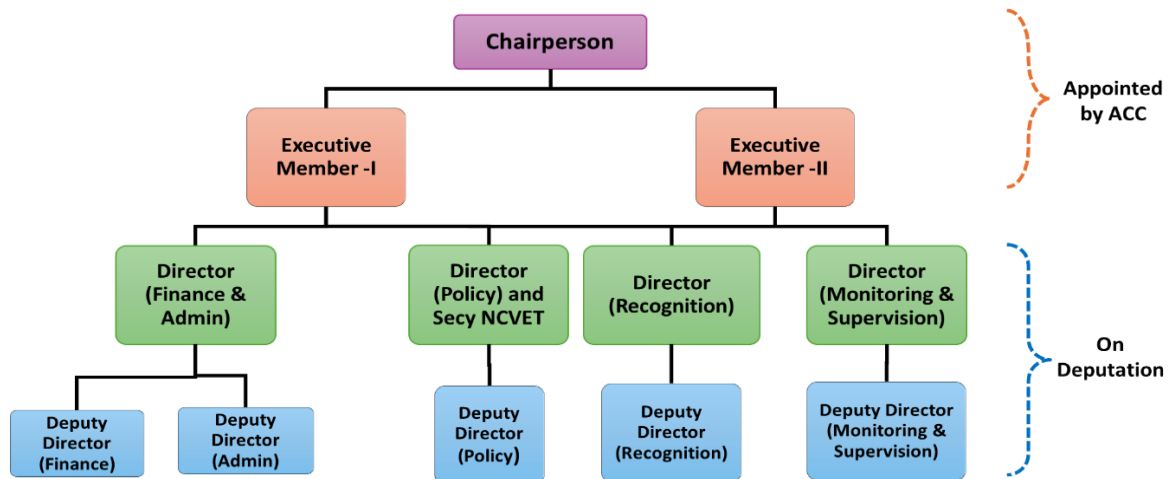 Chairperson
Appointed
by ACC
Executive
Member -I
Executive
Member -II
Director
(Finance &
Admin)
Director
(Policy) and
Secy NCVET
Director
(Recognition)
Director
(Monitoring &
Supervision)
On
Deputation
Deputy
Director
(Finance)
Deputy
Director
(Admin)
Deputy
Director
(Policy)
Deputy
Director
(Recognition)
Deputy Director
(Monitoring &
Supervision)